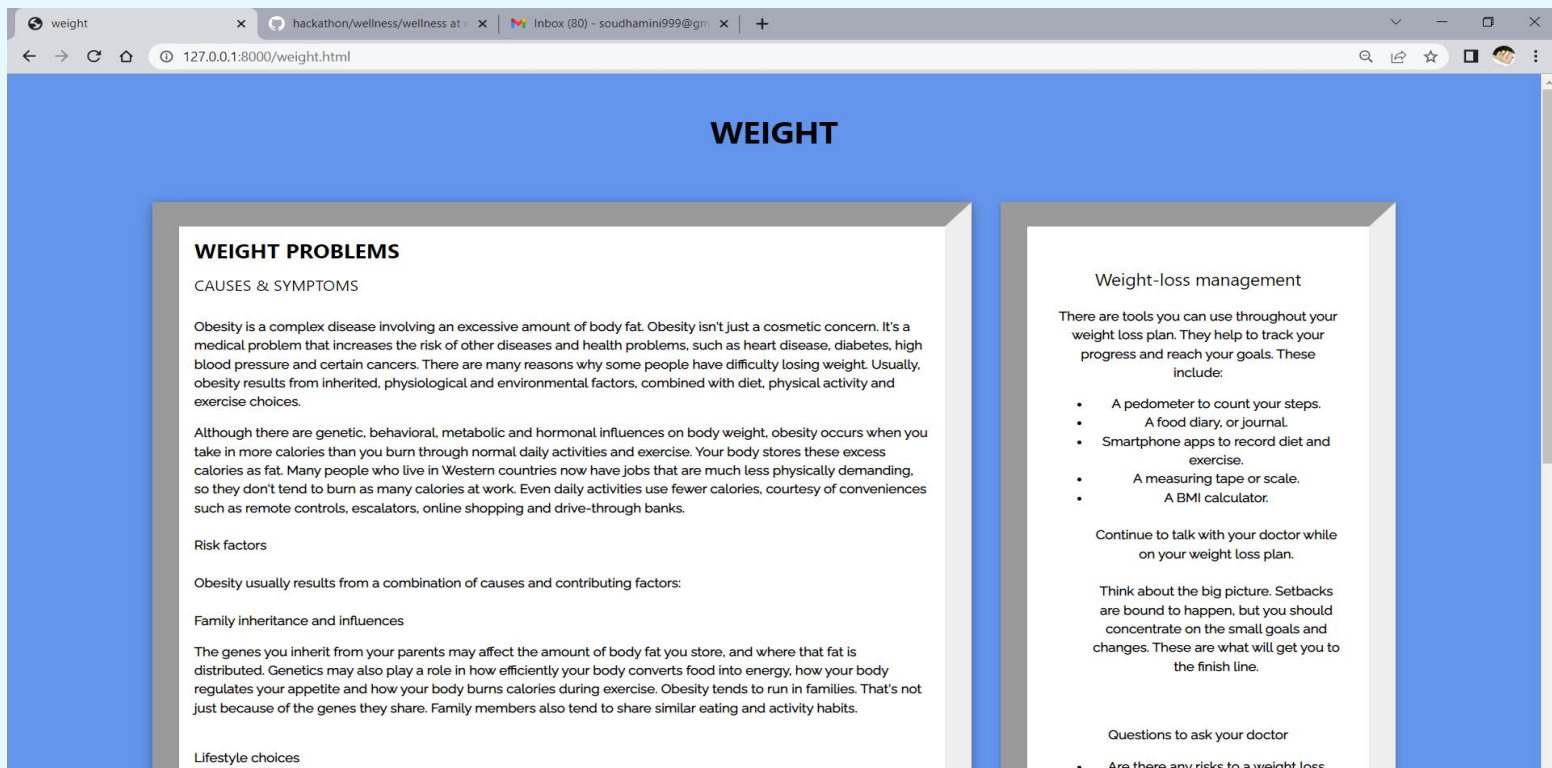 weight
hackathon/wellness/wellness at
Inbox (80) - soudhamini999@gm
127.0.0.1:8000/weight.html
WEIGHT
WEIGHT PROBLEMS
CAUSES & SYMPTOMS
Obesity is a complex disease involving an excessive amount of body fat. Obesity isn't just a cosmetic concern. It's a
medical problem that increases the risk of other diseases and health problems, such as heart disease, diabetes, high
blood pressure and certain cancers. There are many reasons why some people have difficulty losing weight. Usually,
obesity results from inherited, physiological and environmental factors, combined with diet, physical activity and
exercise choices.
Although there are genetic, behavioral, metabolic and hormonal influences on body weight, obesity occurs when you
take in more calories than you burn through normal daily activities and exercise. Your body stores these excess
calories as fat. Many people who live in Western countries now have jobs that are much less physically demanding,
so they don't tend to burn as many calories at work. Even daily activities use fewer calories, courtesy of conveniences
such as remote controls, escalators, online shopping and drive-through banks.
Risk factors
Obesity usually results from a combination of causes and contributing factors:
Family inheritance and influences
The genes you inherit from your parents may affect the amount of body fat you store, and where that fat is
distributed. Genetics may also play a role in how efficiently your body converts food into energy, how your body
regulates your appetite and how your body burns calories during exercise. Obesity tends to run in families. That's not
just because of the genes they share. Family members also tend to share similar eating and activity habits.
Lifestyle choices
Weight-loss management
There are tools you can use throughout your
weight loss plan. They help to track your
progress and reach your goals. These
include:
• A pedometer to count your steps.
• A food diary, or journal.
• Smartphone apps to record diet and
exercise.
• A measuring tape or scale.
• A BMI calculator.
Continue to talk with your doctor while
on your weight loss plan.
Think about the big picture. Setbacks
are bound to happen, but you should
concentrate on the small goals and
changes. These are what will get you to
the finish line.
Questions to ask your doctor
• Are there any risks to a weight loss